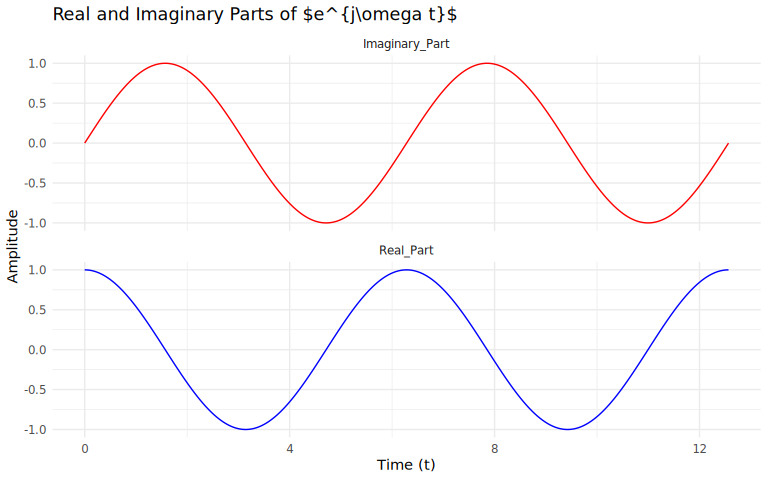 Real and Imaginary Parts of $e^{j\omega t}$
Imaginary_Part
1.0
0.5
0.0
-0.5
-1.0
Amplitude
Real_Part
1.0
0.5
0.0
-0.5
-1.0
0 4 8 12
Time (t)